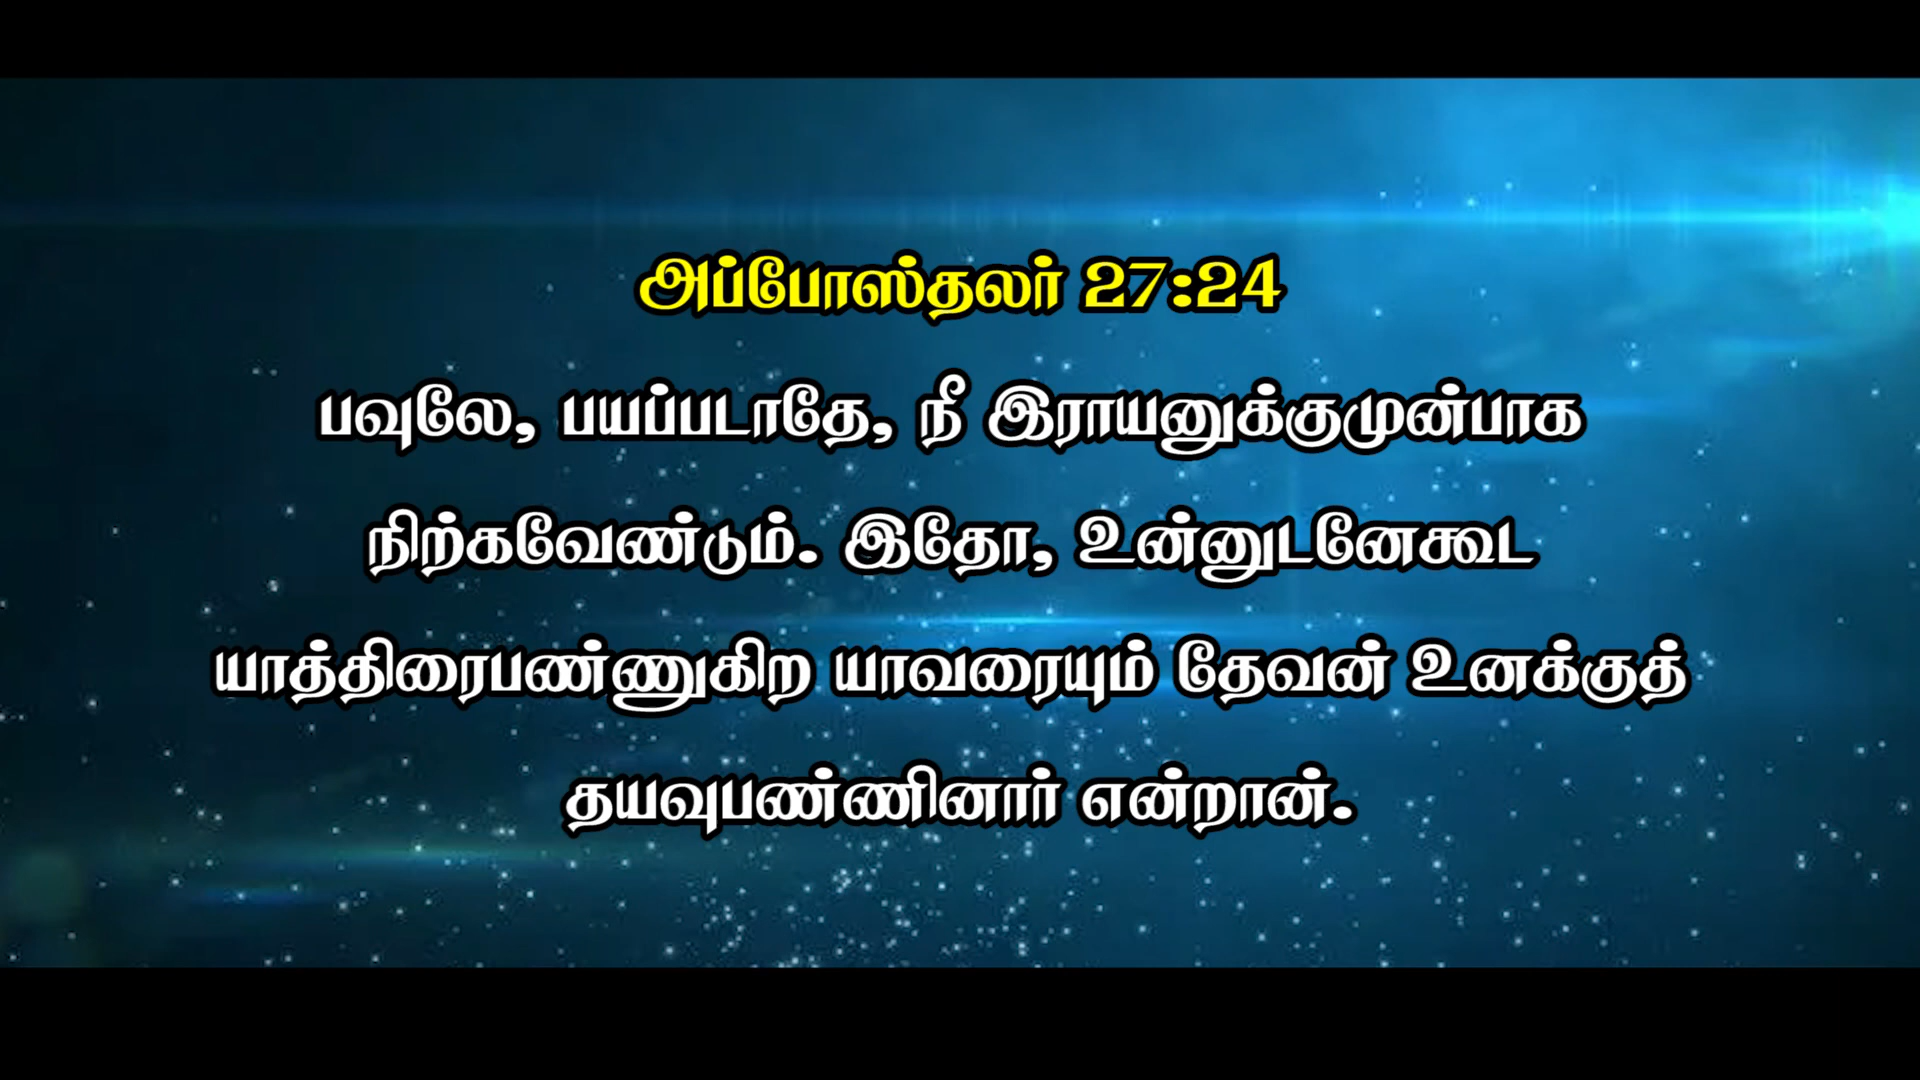 அப்போஸ்தலர் 27:24
பவுலே, பயப்படாதே, நீ இராயனுக்குமுன்பாக
நிற்கவேண்டும். இதோ, உன்னுடனேகூட
யாத்திரைபண்ணுகிற யாவரையும் தேவன் உனக்குத்
தயவுபண்ணினார் என்றான்.